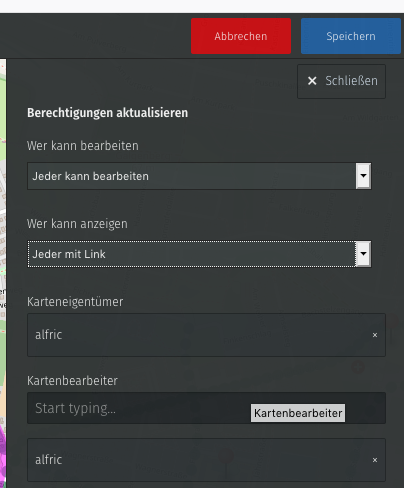 Abbrechen
Speichern
× Schließen
Berechtigungen aktualisieren
Wer kann bearbeiten
Jeder kann bearbeiten
Wer kann anzeigen
Jeder mit Link
Karteneigentümer
alfric ×
Kartenbearbeiter
Start typing...
Kartenbearbeiter
alfric ×